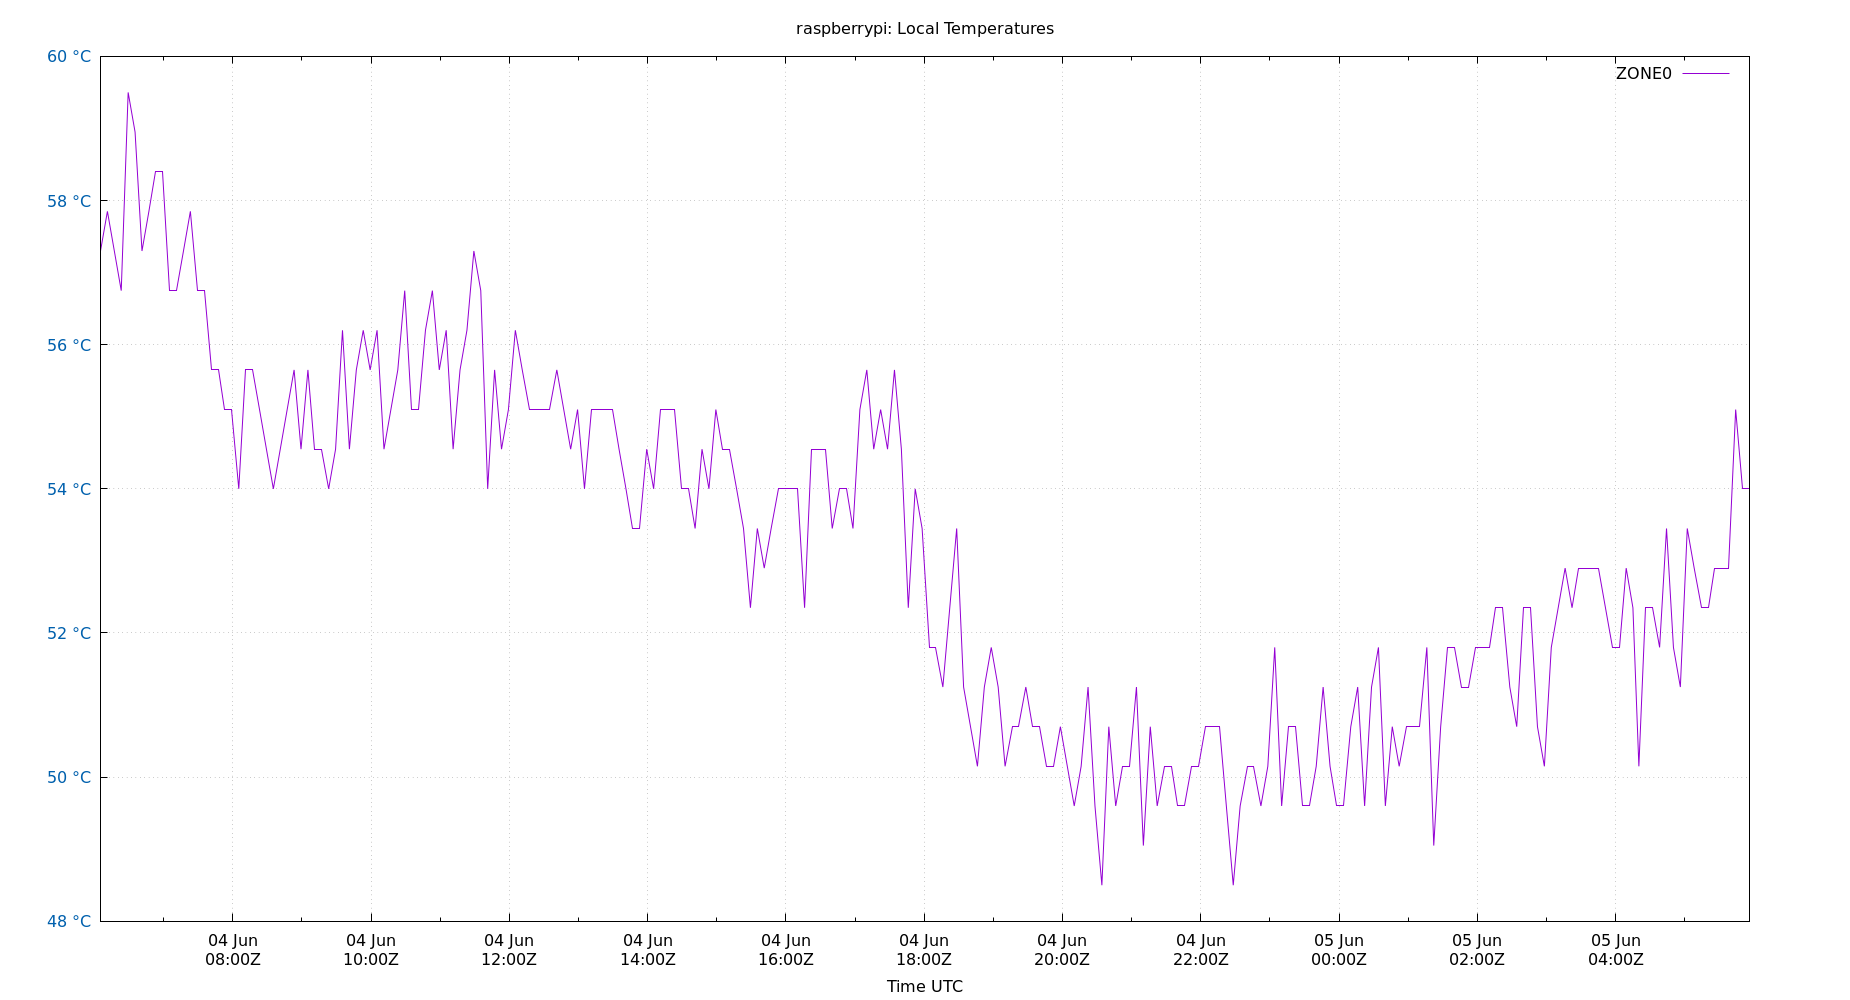 raspberrypi: Local Temperatures
60 °C
ZONE0
58 °C
56 °C
54 °C
52 °C
50 °C
48 °C
04 Jun 04 Jun 04 Jun 04 Jun 04 Jun 04 Jun 04 Jun 04 Jun 05 Jun 05 Jun 05 Jun
08:00Z 10:00Z 12:00Z 14:00Z 16:00Z 18:00Z 20:00Z 22:00Z 00:00Z 02:00Z 04:00Z
Time UTC